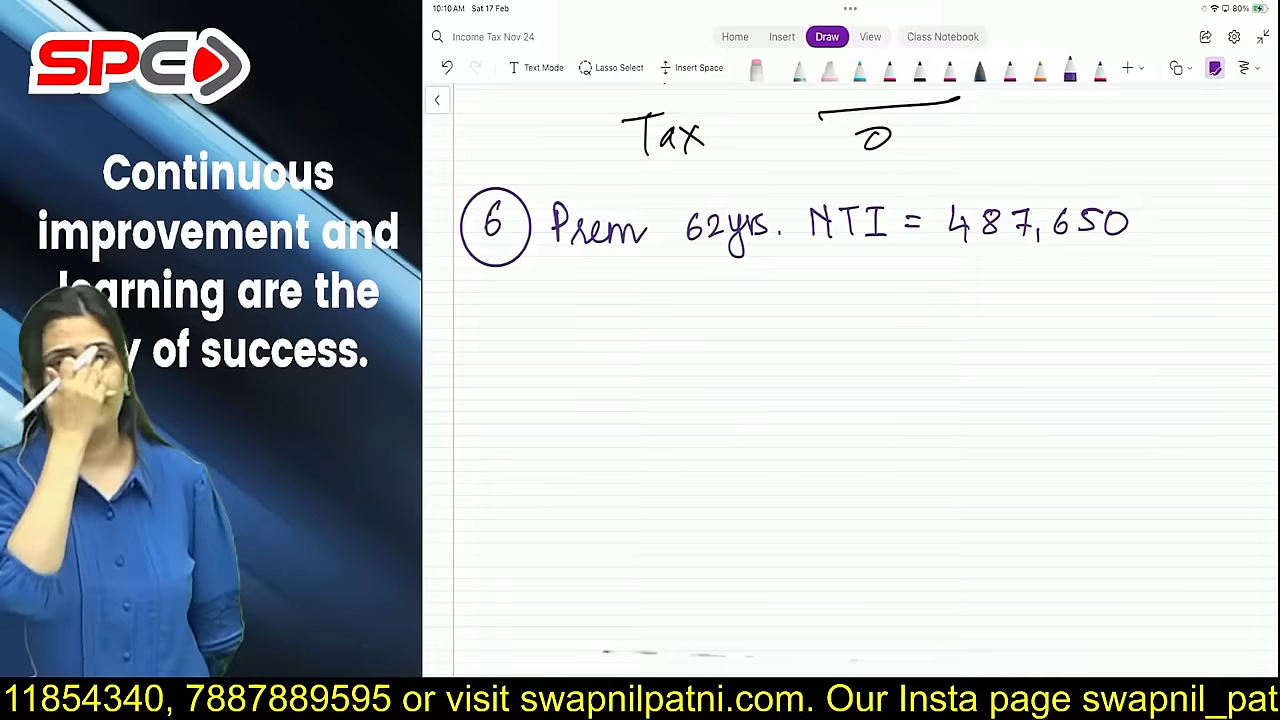 10:10 AM Sat 17 Feb
80%
Income Tax Nov 24
Home Insert Draw View Class Notebook
Text Mode Lasso Select Insert Space
SPC
Continuous
improvement and
learning are the
y of success.
Tax 0
6 Prem 62yrs. NTI = 487,650
11854340, 7887889595 or visit swapnilpatni.com. Our Insta page swapnil_pat